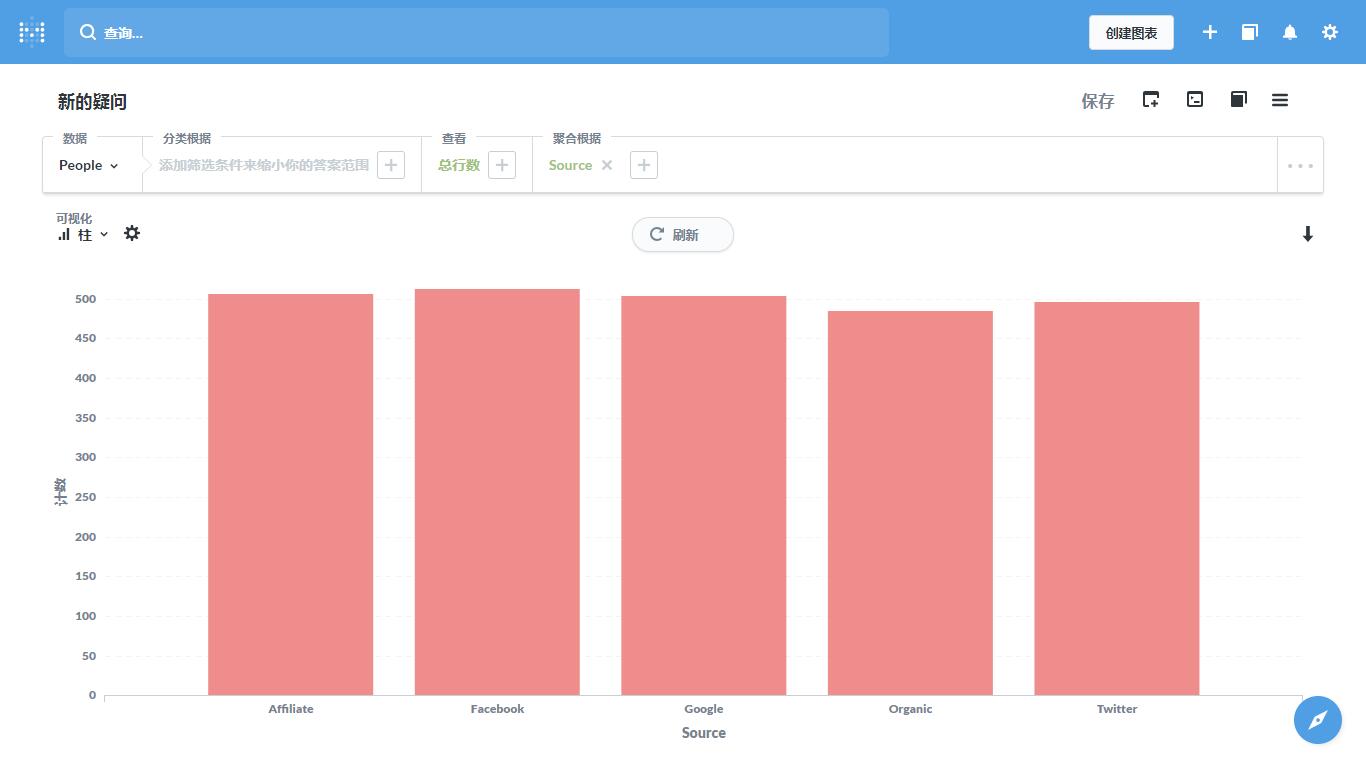 查询...
创建图表
新的疑问
保存
数据
分类根据
查看
聚合根据
People
添加筛选条件来缩小你的答案范围
总行数
Source
可视化
柱
刷新
500
450
400
350
300
250
200
150
100
50
0
计数
Affiliate
Facebook
Google
Organic
Twitter
Source